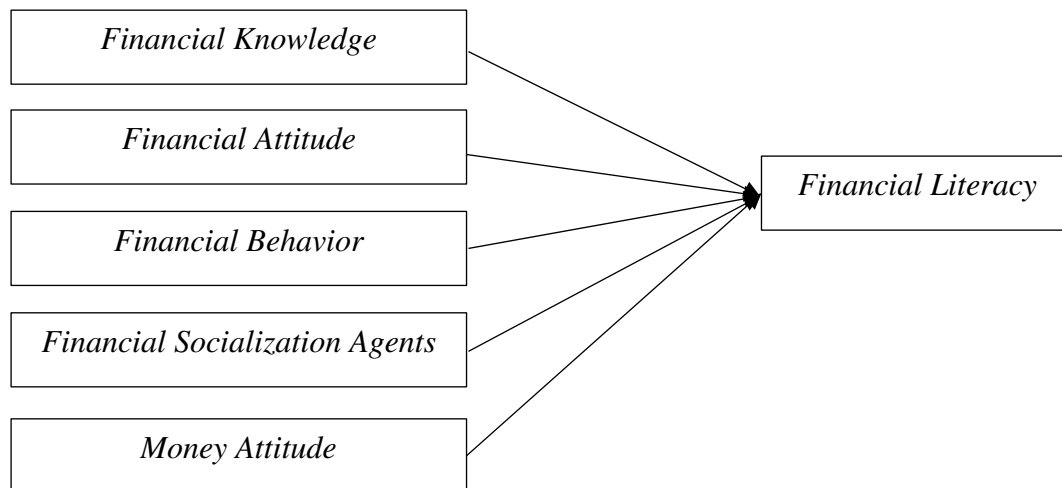 Financial Knowledge
Financial Attitude
Financial Behavior
Financial Socialization Agents
Money Attitude
Financial Literacy